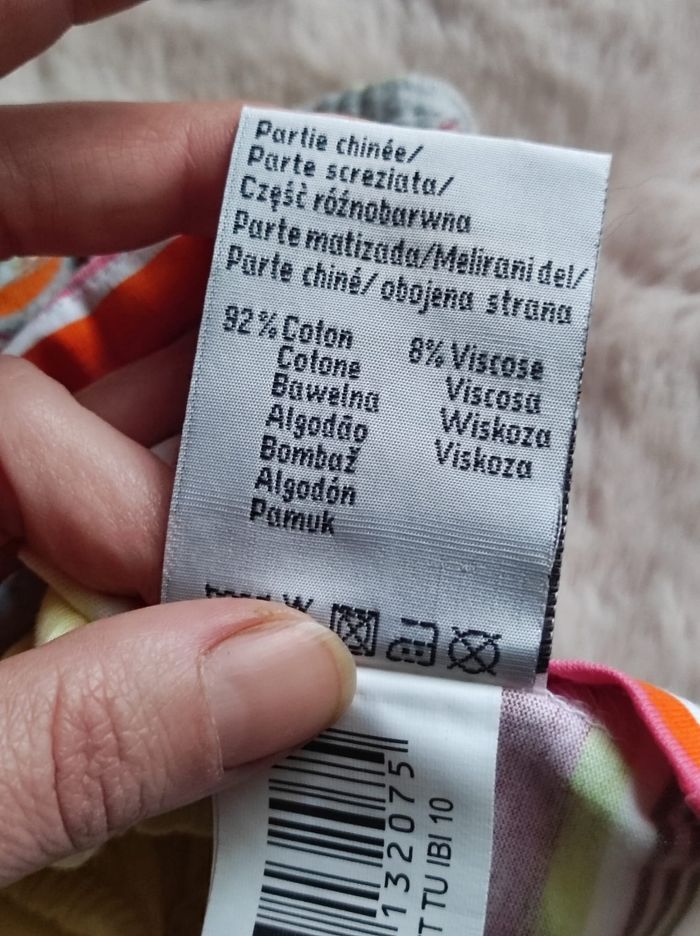 Partie chinée/
Parte screziata/
Część różnobarwna
Parte matizada/Melirani del/
Parte chiné/ obojena strana
92% Coton 8% Viscose
Cotone Viscosa
Bawełna Wiskoza
Algodão Viskoza
Bombaž
Algodón
Pamuk
132075
T TU IBI 10